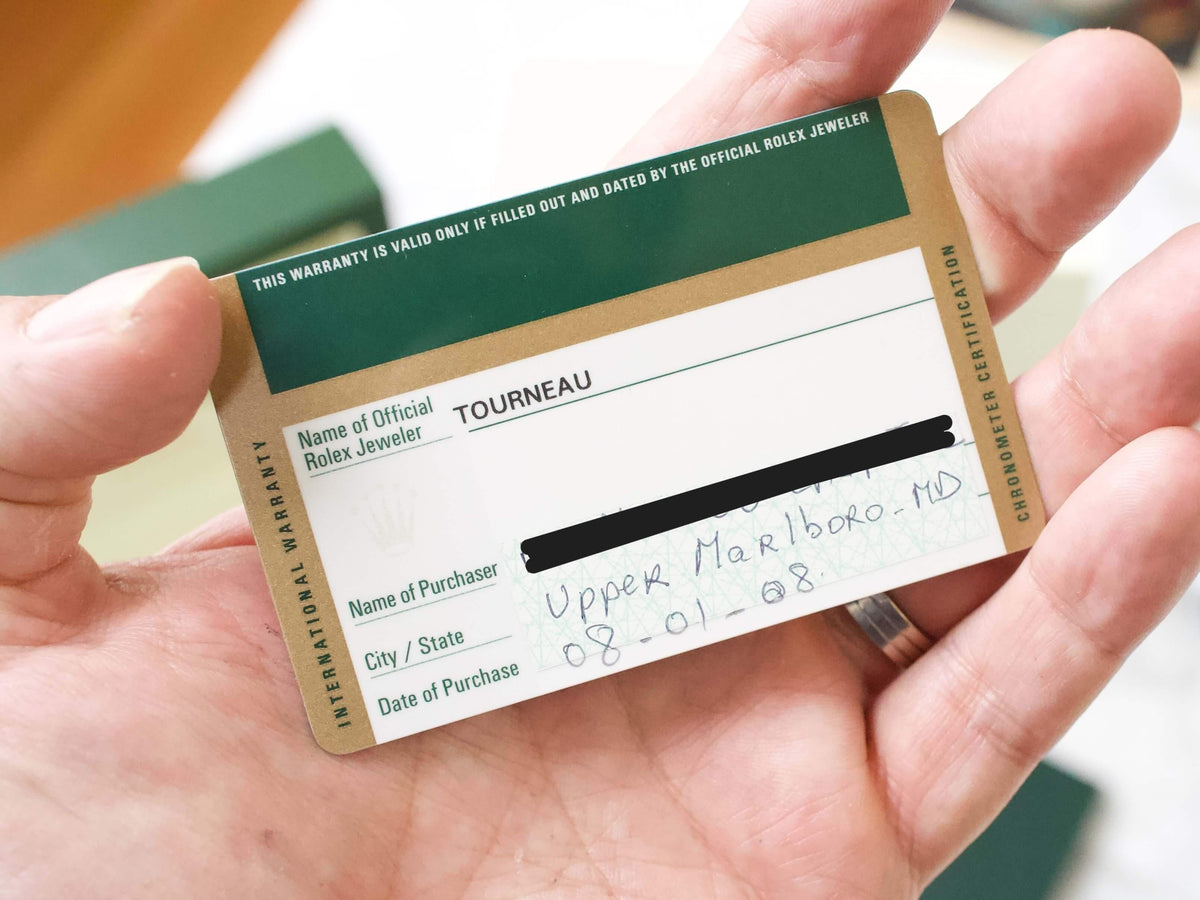 THIS WARRANTY IS VALID ONLY IF FILLED OUT AND DATED BY THE OFFICIAL ROLEX JEWELER
Name of Official
Rolex Jeweler
TOURNEAU
Name of Purchaser
City / State
Upper Marlboro - MD
Date of Purchase
08-01-08.
INTERNATIONAL WARRANTY
CHRONOMETER CERTIFICATION